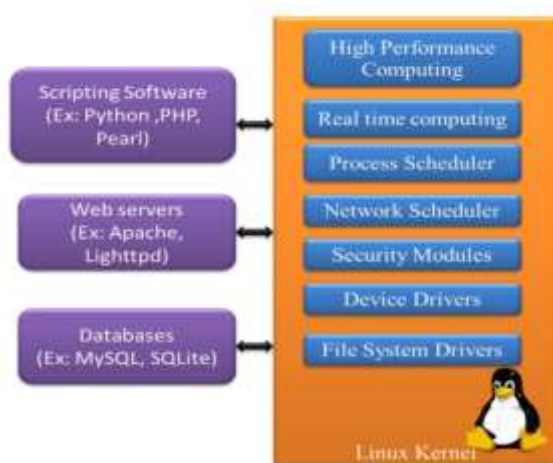 Scripting Software
(Ex: Python ,PHP,
Pearl)
Web servers
(Ex: Apache,
Lighttpd)
Databases
(Ex: MySQL, SQLite)
High Performance
Computing
Real time computing
Process Scheduler
Network Scheduler
Security Modules
Device Drivers
File System Drivers
Linux Kernel